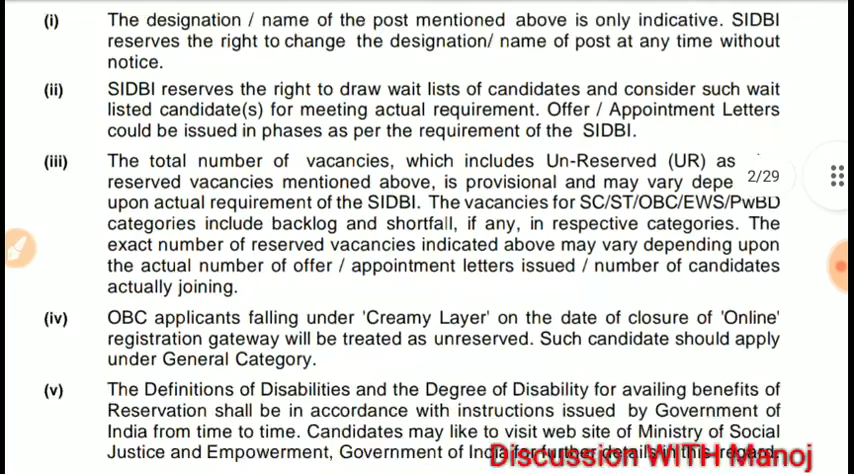 (i) The designation / name of the post mentioned above is only indicative. SIDBI
reserves the right to change the designation/ name of post at any time without
notice.
(ii) SIDBI reserves the right to draw wait lists of candidates and consider such wait
listed candidate(s) for meeting actual requirement. Offer / Appointment Letters
could be issued in phases as per the requirement of the SIDBI.
(iii) The total number of vacancies, which includes Un-Reserved (UR) as
reserved vacancies mentioned above, is provisional and may vary depe 2/29
upon actual requirement of the SIDBI. The vacancies for SC/ST/OBC/EWS/PwBD
categories include backlog and shortfall, if any, in respective categories. The
exact number of reserved vacancies indicated above may vary depending upon
the actual number of offer / appointment letters issued / number of candidates
actually joining.
(iv) OBC applicants falling under 'Creamy Layer' on the date of closure of 'Online'
registration gateway will be treated as unreserved. Such candidate should apply
under General Category.
(v) The Definitions of Disabilities and the Degree of Disability for availing benefits of
Reservation shall be in accordance with instructions issued by Government of
India from time to time. Candidates may like to visit web site of Ministry of Social
Justice and Empowerment, Government of India for further details in this regard.
Discussion WITH Manoj